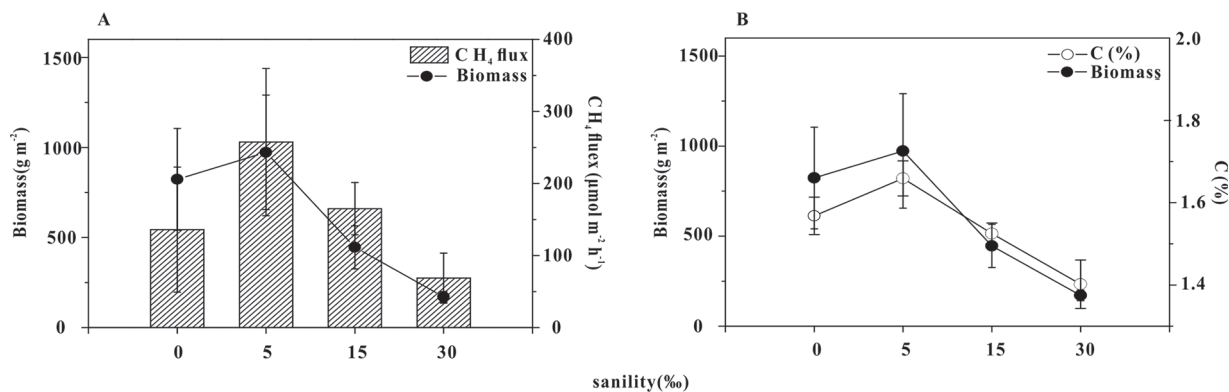 A
B
1500
1000
500
0
Biomass(g m⁻²)
400
300
200
100
0
CH₄ fluex (μmol m⁻² h⁻¹)
CH₄ flux
Biomass
0 5 15 30
1500
1000
500
0
Biomass(g m⁻²)
2.0
1.8
1.6
1.4
C (%)
C (%)
Biomass
0 5 15 30
sanility(‰)